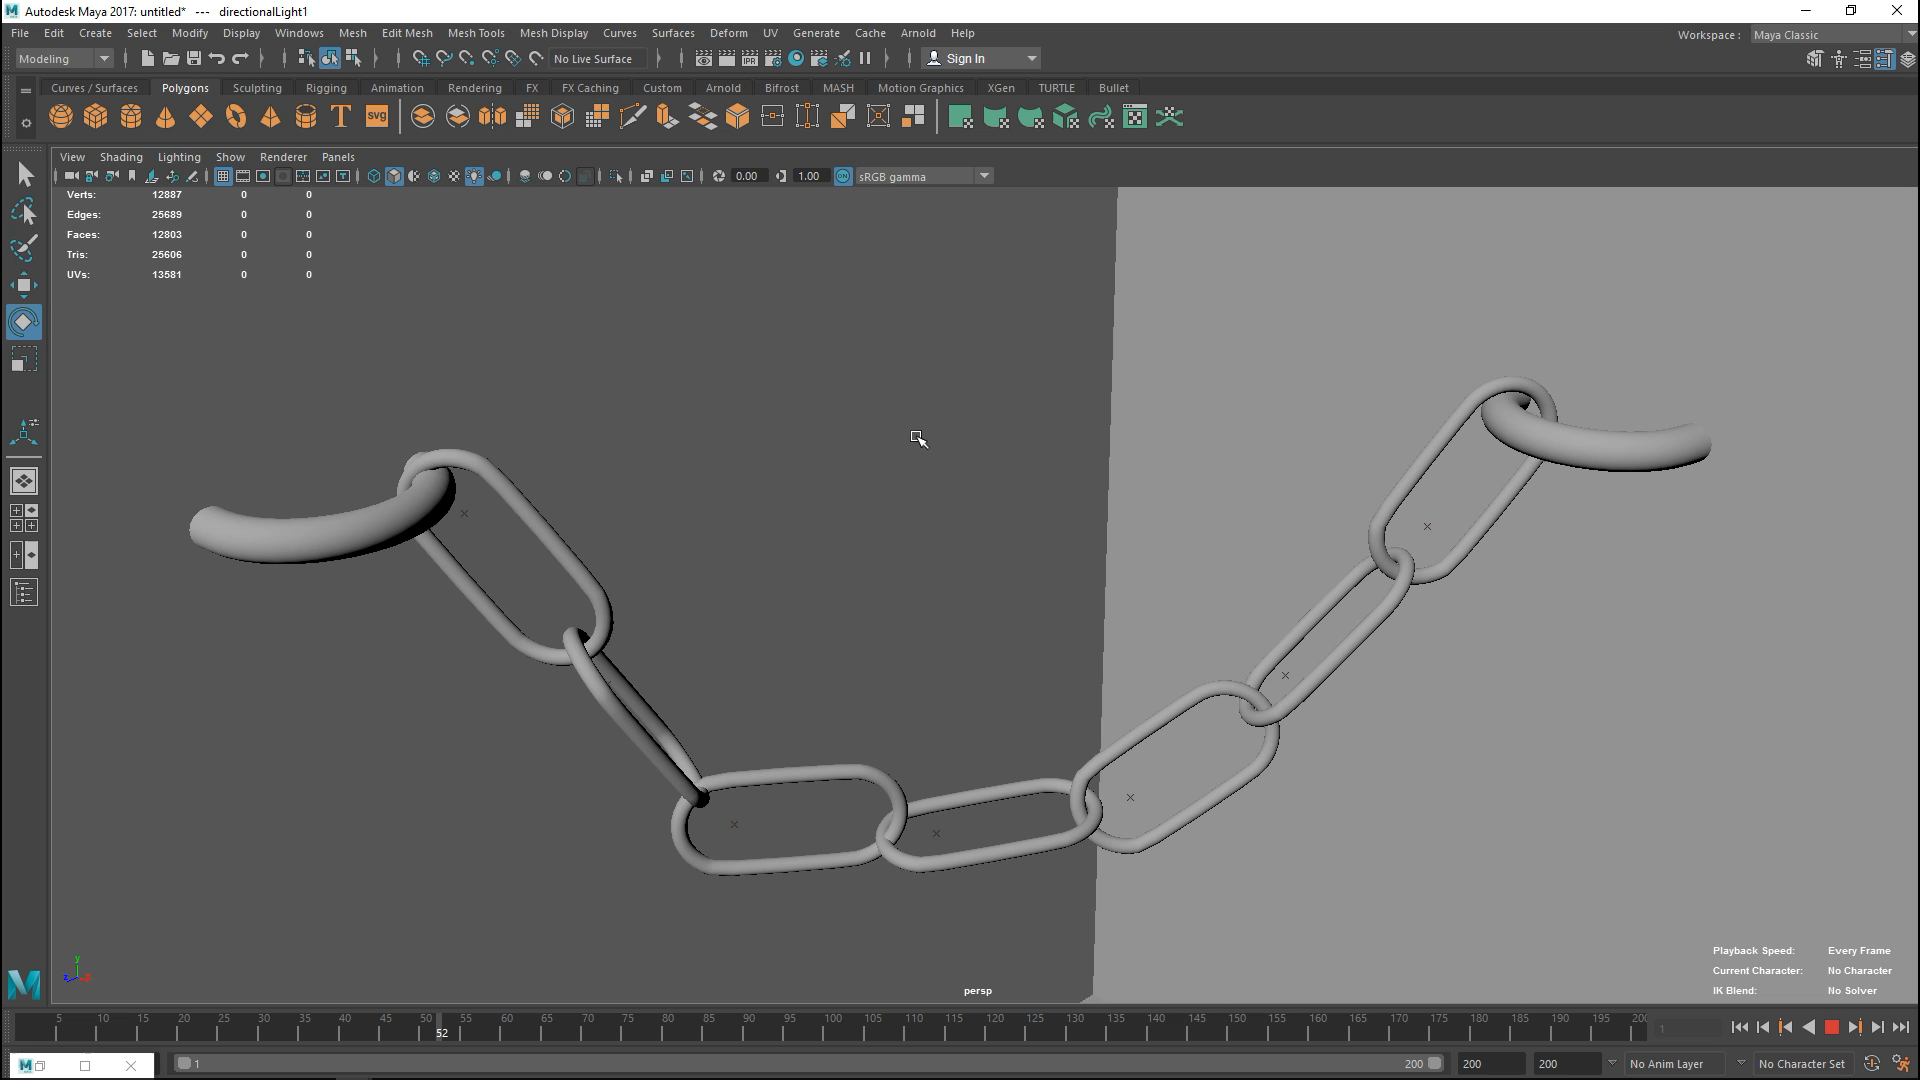 Autodesk Maya 2017: untitled* --- directionalLight1
File Edit Create Select Modify Display Windows Mesh Edit Mesh Mesh Tools Mesh Display Curves Surfaces Deform UV Generate Cache Arnold Help Workspace : Maya Classic
Modeling No Live Surface IPR Sign In
Curves / Surfaces Polygons Sculpting Rigging Animation Rendering FX FX Caching Custom Arnold Bifrost MASH Motion Graphics XGen TURTLE Bullet
T SVG
View Shading Lighting Show Renderer Panels
0.00 1.00 ON sRGB gamma
Verts: 12887 0 0
Edges: 25689 0 0
Faces: 12803 0 0
Tris: 25606 0 0
UVs: 13581 0 0
Playback Speed: Every Frame
Current Character: No Character
IK Blend: No Solver
y
z x
persp
5 10 15 20 25 30 35 40 45 50 55 60 65 70 75 80 85 90 95 100 105 110 115 120 125 130 135 140 145 150 155 160 165 170 175 180 185 190 195 200 1
52
1 200 200 200 No Anim Layer No Character Set